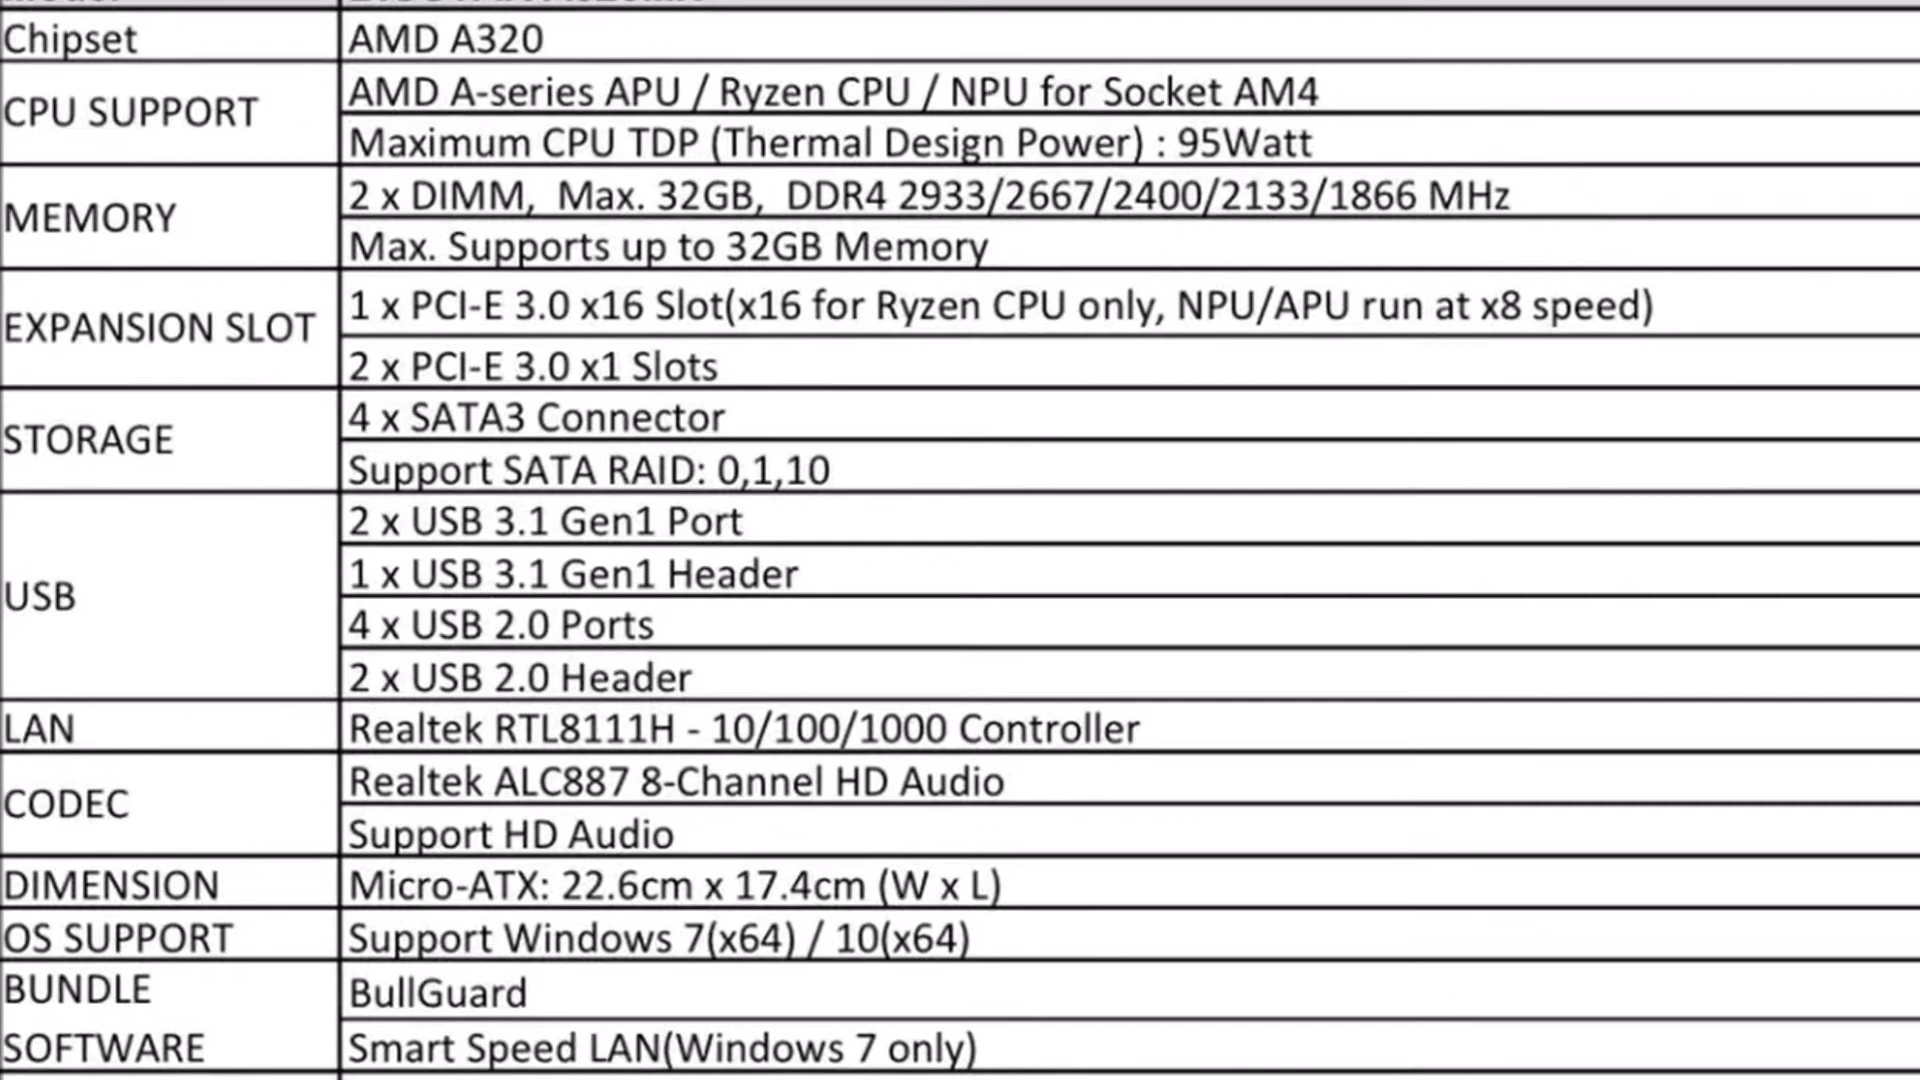 Chipset
AMD A320
CPU SUPPORT
AMD A-series APU / Ryzen CPU / NPU for Socket AM4
Maximum CPU TDP (Thermal Design Power) : 95Watt
MEMORY
2 x DIMM, Max. 32GB, DDR4 2933/2667/2400/2133/1866 MHz
Max. Supports up to 32GB Memory
EXPANSION SLOT
1 x PCI-E 3.0 x16 Slot(x16 for Ryzen CPU only, NPU/APU run at x8 speed)
2 x PCI-E 3.0 x1 Slots
STORAGE
4 x SATA3 Connector
Support SATA RAID: 0,1,10
USB
2 x USB 3.1 Gen1 Port
1 x USB 3.1 Gen1 Header
4 x USB 2.0 Ports
2 x USB 2.0 Header
LAN
Realtek RTL8111H - 10/100/1000 Controller
CODEC
Realtek ALC887 8-Channel HD Audio
Support HD Audio
DIMENSION
Micro-ATX: 22.6cm x 17.4cm (W x L)
OS SUPPORT
Support Windows 7(x64) / 10(x64)
BUNDLE
SOFTWARE
BullGuard
Smart Speed LAN(Windows 7 only)